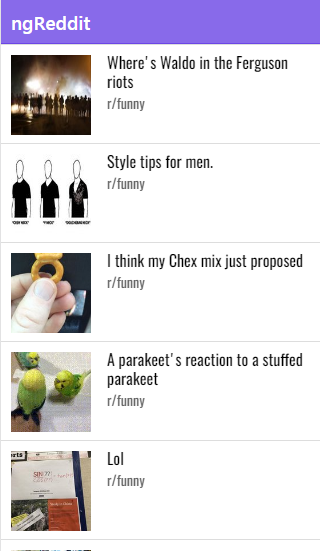 ngReddit
Where's Waldo in the Ferguson
riots
r/funny
Style tips for men.
r/funny
I think my Chex mix just proposed
r/funny
A parakeet's reaction to a stuffed
parakeet
r/funny
Lol
r/funny